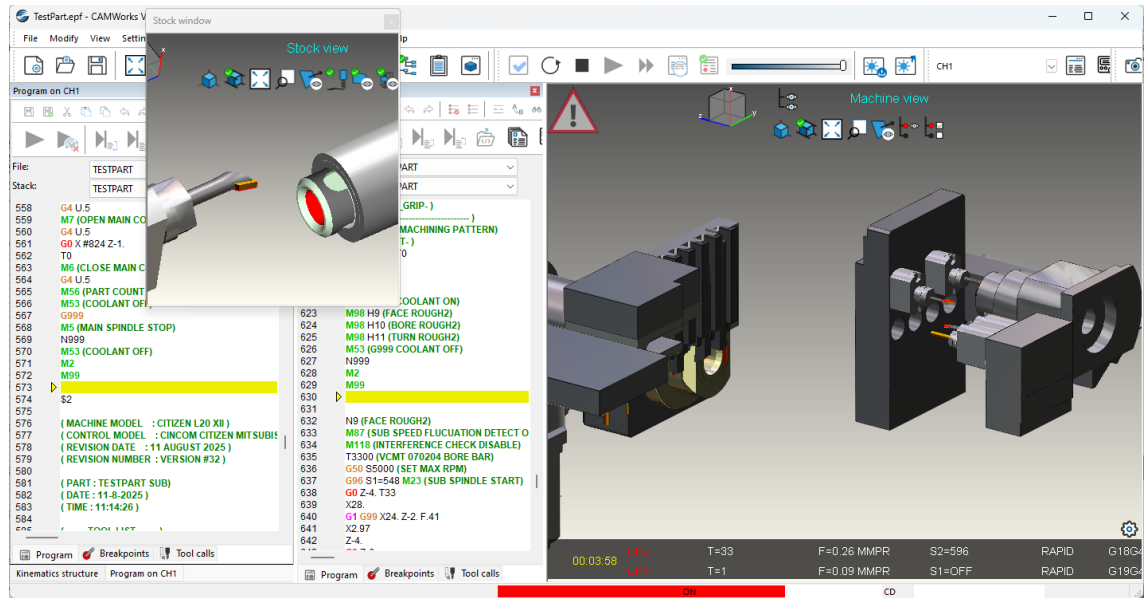 TestPart.epf - CAMWorks V
Stock window
File Modify View Settin
lp
CH1
Program on CH1
Stock view
Machine view
File: TESTPART
Stack: TESTPART
PART
PART
558 G4 U.5
559 M7 (OPEN MAIN CO
560 G4 U.5
561 G0 X #824 Z-1.
562 T0
563 M6 (CLOSE MAIN C
564 G4 U.5
565 M56 (PART COUNT
566 M53 (COOLANT OF
567 G999
568 M5 (MAIN SPINDLE STOP)
569 N999
570 M53 (COOLANT OFF)
571 M2
572 M99
573
574 $2
575
576 ( MACHINE MODEL : CITIZEN L20 XII )
577 ( CONTROL MODEL : CINCOM CITIZEN MITSUBIS
578 ( REVISION DATE : 11 AUGUST 2025 )
579 ( REVISION NUMBER : VERSION #32 )
580
581 ( PART : TESTPART SUB)
582 ( DATE : 11-8-2025 )
583 ( TIME : 11:14:26 )
584
585 ( TOOL LIST )
_GRIP- )
---------------------- )
MACHINING PATTERN)
T- )
T0
COOLANT ON)
623 M98 H9 (FACE ROUGH2)
624 M98 H10 (BORE ROUGH2)
625 M98 H11 (TURN ROUGH2)
626 M53 (G999 COOLANT OFF)
627 N999
628 M2
629 M99
630
631
632 N9 (FACE ROUGH2)
633 M87 (SUB SPEED FLUCUATION DETECT O
634 M118 (INTERFERENCE CHECK DISABLE)
635 T3300 (VCMT 070204 BORE BAR)
636 G50 S5000 (SET MAX RPM)
637 G96 S1=548 M23 (SUB SPINDLE START)
638 G0 Z-4. T33
639 X28.
640 G1 G99 X24. Z-2. F.41
641 X2.97
642 Z-4.
Program Breakpoints Tool calls
Kinematics structure Program on CH1
Program Breakpoints Tool calls
x
y
z
00:03:58
CH2 T=33 F=0.26 MMPR S2=596 RAPID G18G4
CH1 T=1 F=0.09 MMPR S1=OFF RAPID G19G4
ON
CD